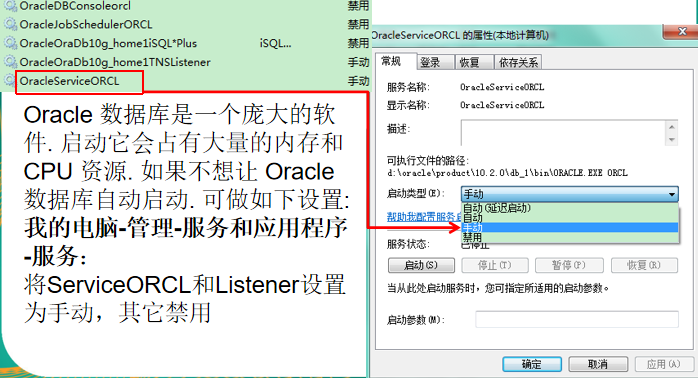 OracleDBConsoleorcl 禁用
OracleJobSchedulerORCL 禁用
OracleOraDb10g_home1iSQL*Plus iSQL... 禁用
OracleOraDb10g_home1TNSListener 手动
OracleServiceORCL 手动
Oracle 数据库是一个庞大的软
件. 启动它会占有大量的内存和
CPU 资源. 如果不想让 Oracle
数据库自动启动. 可做如下设置:
我的电脑-管理-服务和应用程序
-服务:
将ServiceORCL和Listener设置
为手动，其它禁用
OracleServiceORCL 的属性(本地计算机)
常规 登录 恢复 依存关系
服务名称: OracleServiceORCL
显示名称: OracleServiceORCL
描述:
可执行文件的路径:
d:\oracle\product\10.2.0\db_1\bin\ORACLE.EXE ORCL
启动类型(E): 手动
自动(延迟启动)
帮助我配置服务 自动
手动
禁用
服务状态: 已停止
启动(S) 停止(T) 暂停(P) 恢复(R)
当从此处启动服务时，您可指定所适用的启动参数。
启动参数(M):
确定 取消 应用(A)